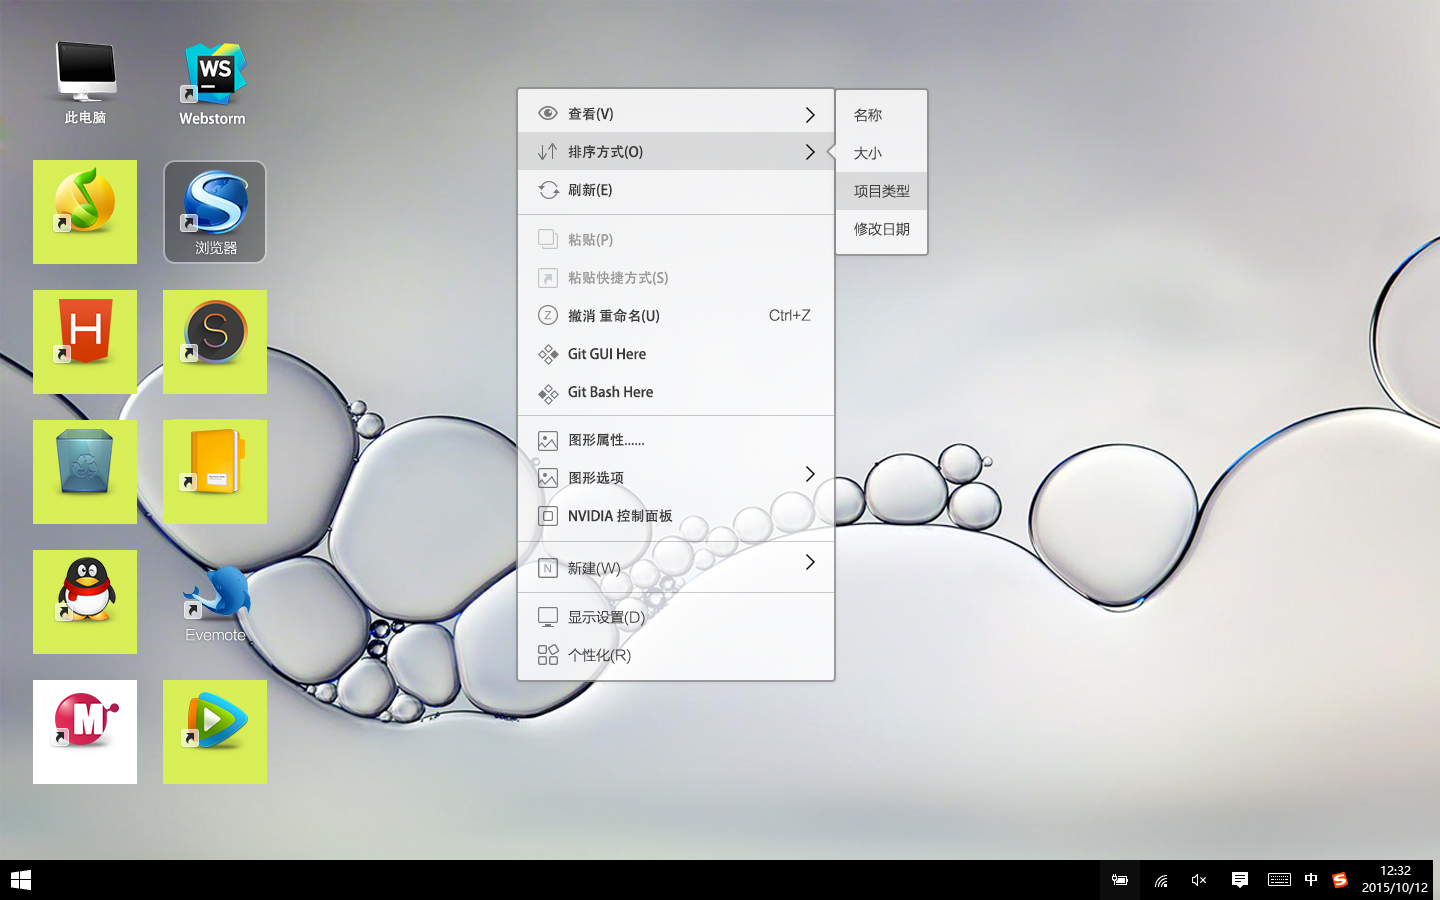 此电脑
WS
Webstorm
浏览器
H
S
Evemote
M
查看(V)
排序方式(O)
刷新(E)
粘贴(P)
粘贴快捷方式(S)
Z
撤消 重命名(U) Ctrl+Z
Git GUI Here
Git Bash Here
图形属性......
图形选项
NVIDIA 控制面板
N
新建(W)
显示设置(D)
个性化(R)
名称
大小
项目类型
修改日期
中
S
12:32
2015/10/12